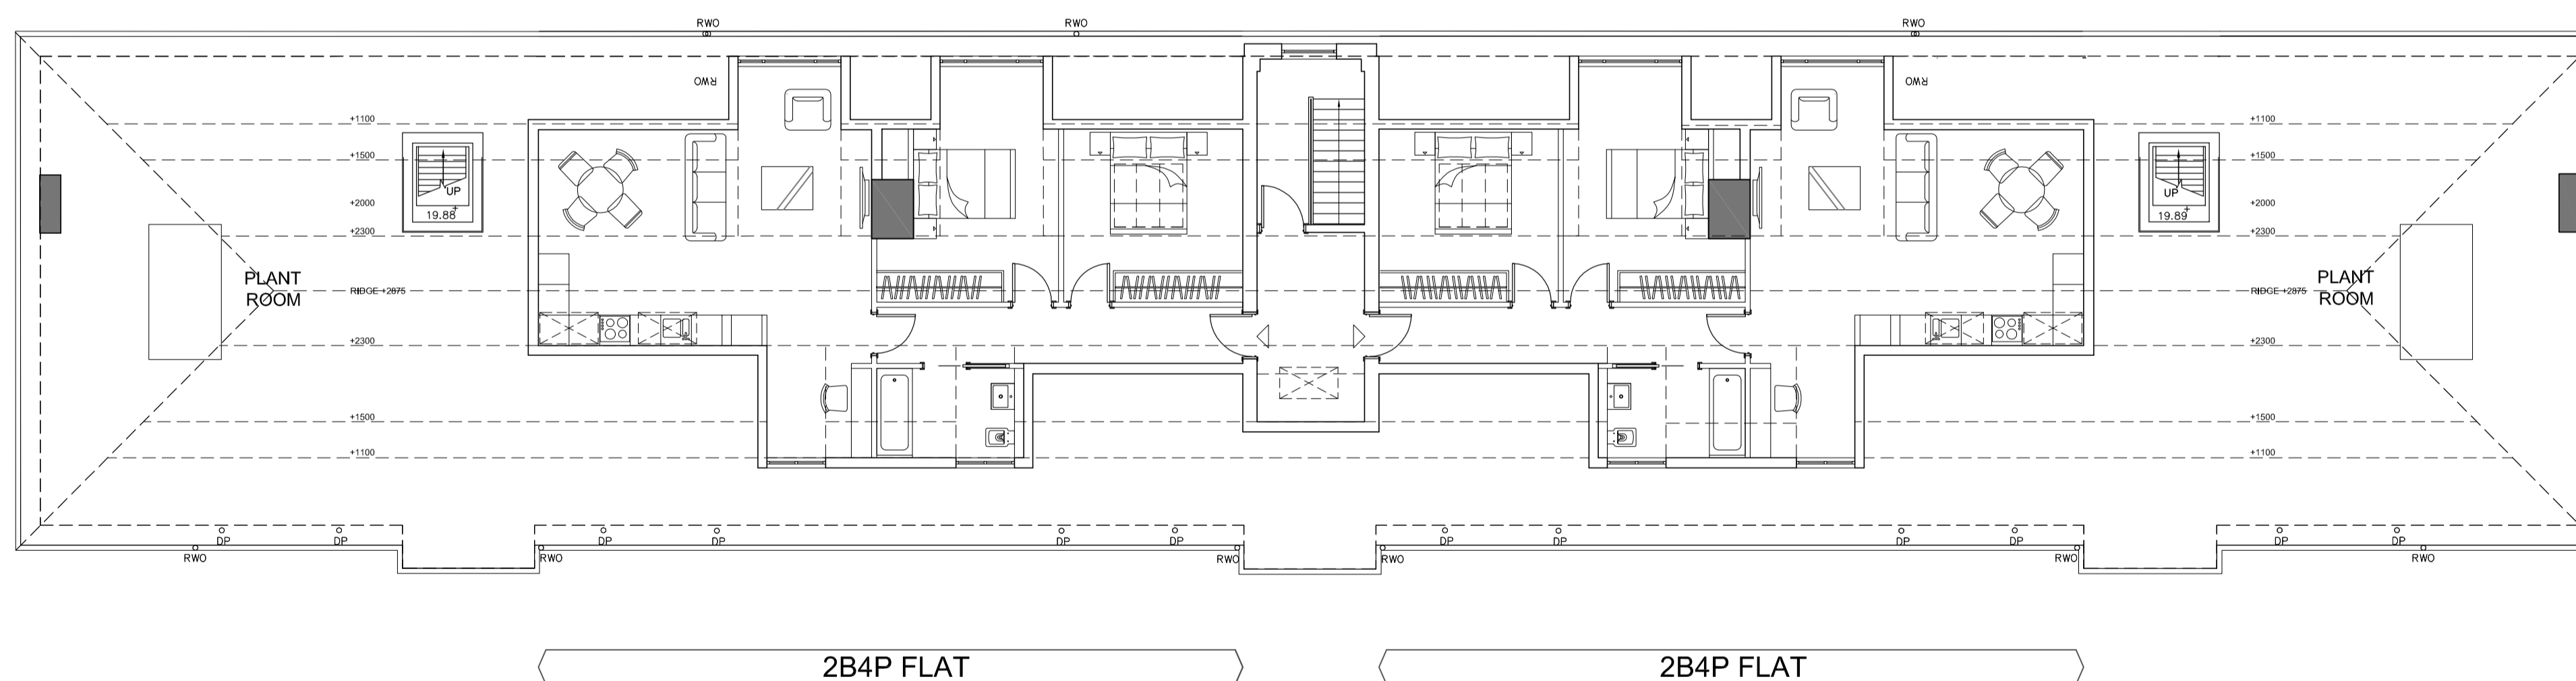 RWO
RWO
RWO
RWO
RWO
+1100
+1100
+1500
+1500
UP
UP
+2000
+2000
19.88
19.89
+2300
+2300
PLANT
ROOM
RIDGE +2875
RIDGE +2875
PLANT
ROOM
+2300
+2300
+1500
+1500
+1100
+1100
DP
DP
DP
DP
DP
DP
DP
DP
DP
DP
DP
DP
RWO
RWO
RWO
RWO
RWO
RWO
2B4P FLAT
2B4P FLAT